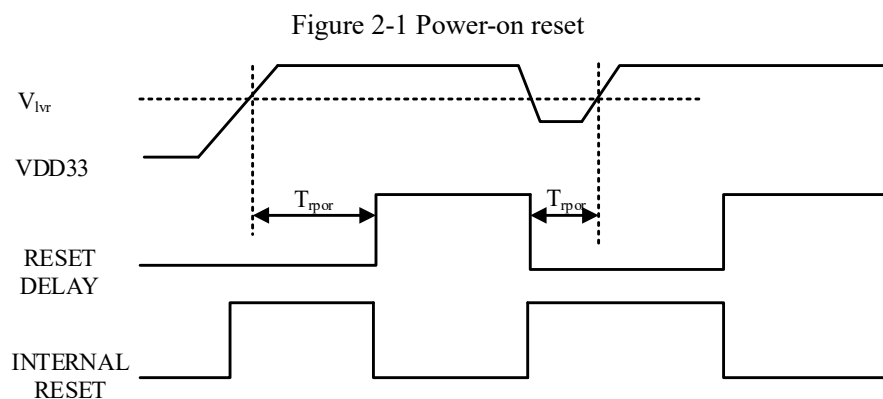 Figure 2-1 Power-on reset
Vlvr
VDD33
Trpor
Trpor
RESET
DELAY
INTERNAL
RESET